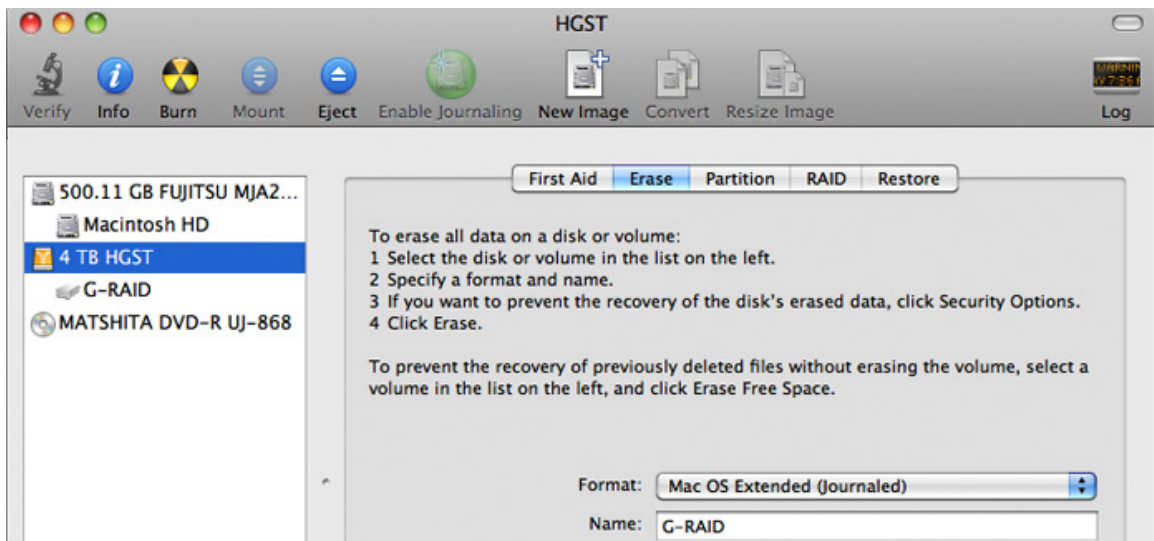 HGST
Verify Info Burn Mount Eject Enable Journaling New Image Convert Resize Image Log
First Aid Erase Partition RAID Restore
500.11 GB FUJITSU MJA2...
Macintosh HD
4 TB HGST
G-RAID
MATSHITA DVD-R UJ-868
To erase all data on a disk or volume:
1 Select the disk or volume in the list on the left.
2 Specify a format and name.
3 If you want to prevent the recovery of the disk's erased data, click Security Options.
4 Click Erase.
To prevent the recovery of previously deleted files without erasing the volume, select a
volume in the list on the left, and click Erase Free Space.
Format: Mac OS Extended (Journaled)
Name: G-RAID